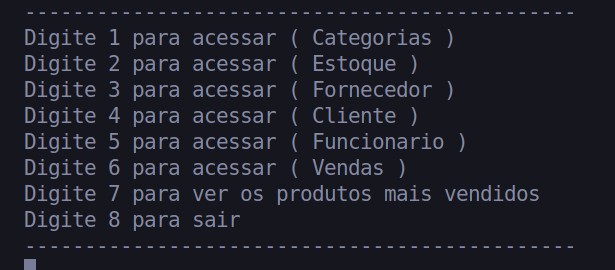 ----------------------------------------------
Digite 1 para acessar ( Categorias )
Digite 2 para acessar ( Estoque )
Digite 3 para acessar ( Fornecedor )
Digite 4 para acessar ( Cliente )
Digite 5 para acessar ( Funcionario )
Digite 6 para acessar ( Vendas )
Digite 7 para ver os produtos mais vendidos
Digite 8 para sair
----------------------------------------------